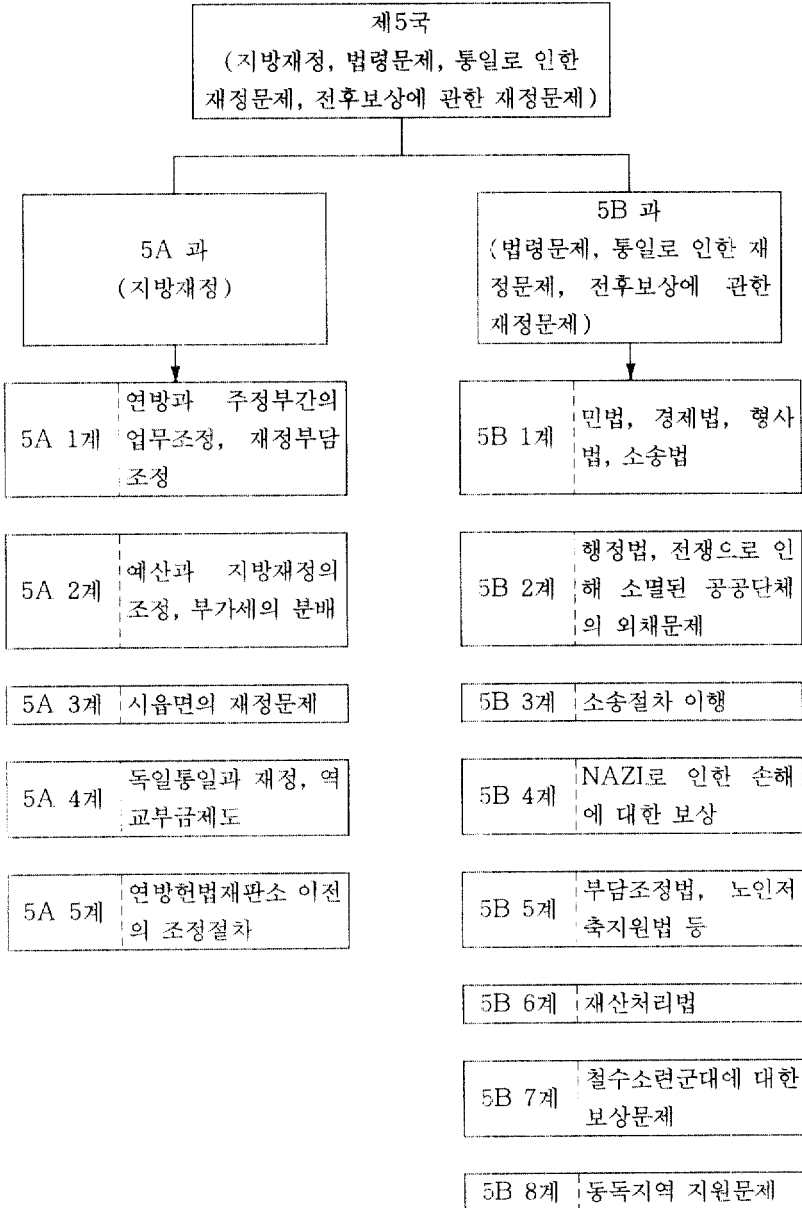 제5국
(지방재정, 법령문제, 통일로 인한
재정문제, 전후보상에 관한 재정문제)
5A 과
(지방재정)
5A 1계
연방과 주정부간의
업무조정, 재정부담
조정
5A 2계
예산과 지방재정의
조정, 부가세의 분배
5A 3계
시읍면의 재정문제
5A 4계
독일통일과 재정, 역
교부금제도
5A 5계
연방헌법재판소 이전
의 조정절차
5B 과
(법령문제, 통일로 인한 재
정문제, 전후보상에 관한
재정문제)
5B 1계
민법, 경제법, 형사
법, 소송법
5B 2계
행정법, 전쟁으로 인
해 소멸된 공공단체
의 외채문제
5B 3계
소송절차 이행
5B 4계
NAZI로 인한 손해
에 대한 보상
5B 5계
부담조정법, 노인저
축지원법 등
5B 6계
재산처리법
5B 7계
철수소련군대에 대한
보상문제
5B 8계
동독지역 지원문제